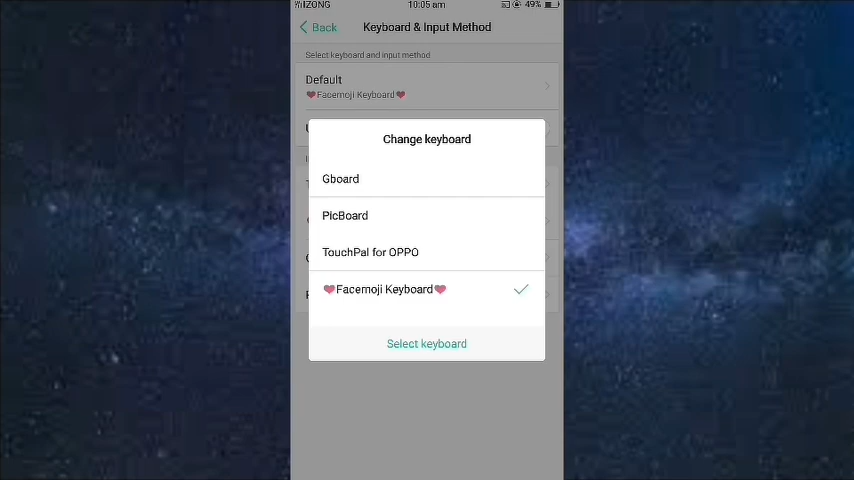 ZONG 10:05 am 49%
Back Keyboard & Input Method
Select keyboard and input method
Default
❤Facemoji Keyboard❤
Change keyboard
Gboard
PicBoard
TouchPal for OPPO
❤Facemoji Keyboard❤
Select keyboard